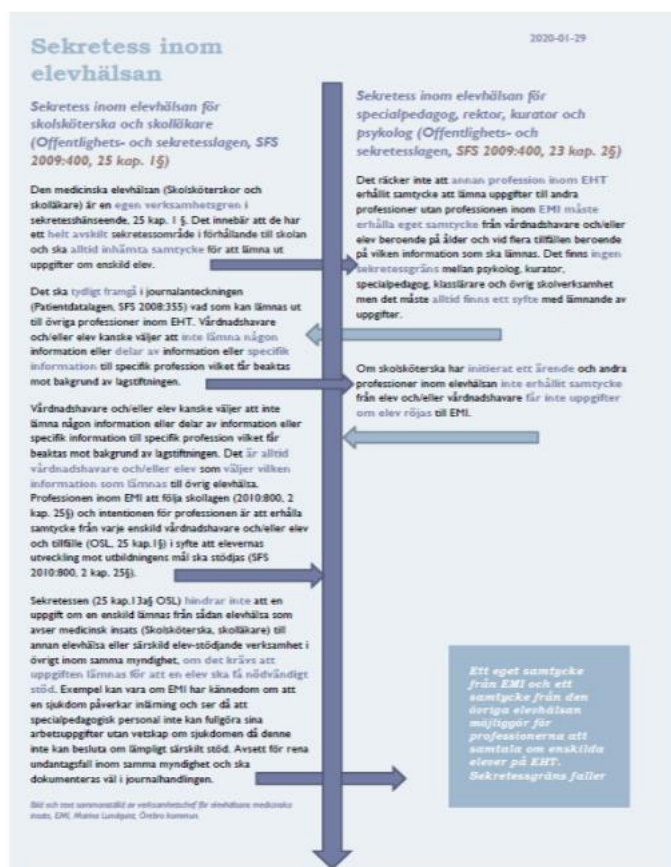 Sekretess inom
elevhälsan
Sekretess inom elevhälsan för
skolsköterska och skolläkare
(Offentlighets- och sekretesslagen, SFS
2009:400, 25 kap. 1§)
Den medicinska elevhälsan (Skolsköterskor och
skolläkare) är en egen verksamhetsgren i
sekretesshänseende, 25 kap. 1 §. Det innebär att de har
ett helt avskilt sekretessområde i förhållande till skolan
och ska alltid inhämta samtycke för att lämna ut
uppgifter om enskild elev.
Det ska tydligt framgå i journalanteckningen
(Patientdatalagen, SFS 2008:355) vad som kan lämnas ut
till övriga professioner inom EHT. Vårdnadshavare
och/eller elev kanske väljer att inte lämna någon
information eller delar av information eller specifik
information till specifik profession vilket får beaktas
mot bakgrund av lagstiftningen.
Vårdnadshavare och/eller elev kanske väljer att inte
lämna någon information eller delar av information eller
specifik information till specifik profession vilket får
beaktas mot bakgrund av lagstiftningen. Det är alltid
vårdnadshavare och/eller elev som väljer vilken
information som lämnas till övrig elevhälsa.
Professionen inom EMI att följa skollagen (2010:800, 2
kap. 25§) och intentionen för professionen är att erhålla
samtycke från varje enskild vårdnadshavare och/eller elev
och tillfälle (OSL, 25 kap.1§) i syfte att elevernas
utveckling mot utbildningens mål ska stödjas (SFS
2010:800, 2 kap. 25§).
Sekretessen (25 kap.13a§ OSL) hindrar inte att en
uppgift om en enskild lämnas från sådan elevhälsa som
avser medicinsk insats (Skolsköterska, skolläkare) till
annan elevhälsa eller särskild elev-stödjande verksamhet i
övrigt inom samma myndighet, om det krävs att
uppgiften lämnas för att en elev ska få nödvändigt
stöd. Exempel kan vara om EMI har kännedom om att
en sjukdom påverkar inlärning och ser då att
specialpedagogisk personal inte kan fullgöra sina
arbetsuppgifter utan vetskap om sjukdomen då denne
inte kan besluta om lämpligt särskilt stöd. Avsett för rena
undantagsfall inom samma myndighet och ska
dokumenteras väl i journalhandlingen.
Bild och text sammanställd av verksamhetschef för elevhälsans medicinska
insats, EMI, Lundqvist, Örebro kommun
2020-01-29
Sekretess inom elevhälsan för
specialpedagog, rektor, kurator och
psykolog (Offentlighets- och
sekretesslagen, SFS 2009:400, 23 kap. 2§)
Det räcker inte att annan profession inom EHT
erhållit samtycke att lämna uppgifter till andra
professioner utan professionen inom EMI måste
erhålla eget samtycke från vårdnadshavare och/eller
elev beroende på ålder och vid flera tillfällen beroende
på vilken information som ska lämnas. Det finns ingen
sekretessgräns mellan psykolog, kurator,
specialpedagog, klasslärare och övrig skolverksamhet
men det måste alltid finns ett syfte med lämnande av
uppgifter.
Om skolsköterska har initierat ett ärende och andra
professioner inom elevhälsan inte erhållit samtycke
från elev och/eller vårdnadshavare får inte uppgifter
om elev röjas till EMI.
Ett eget samtycke
från EMI och ett
samtycke från den
övriga elevhälsan
möjliggör för
professionerna att
samtala om enskilda
elever på EHT.
Sekretessgräns faller